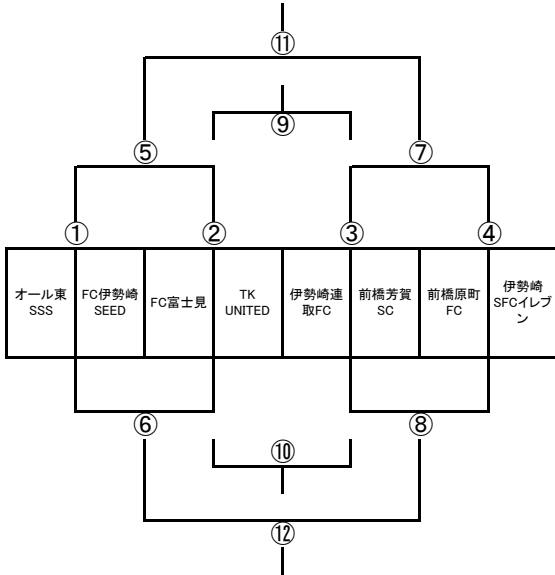 ⑪
⑨
⑤
⑦
①
②
③
④
オール東
SSS
FC伊勢崎
SEED
FC富士見
TK
UNITED
伊勢崎連
取FC
前橋芳賀
SC
前橋原町
FC
伊勢崎
SFCイレブ
ン
⑥
⑧
⑩
⑫